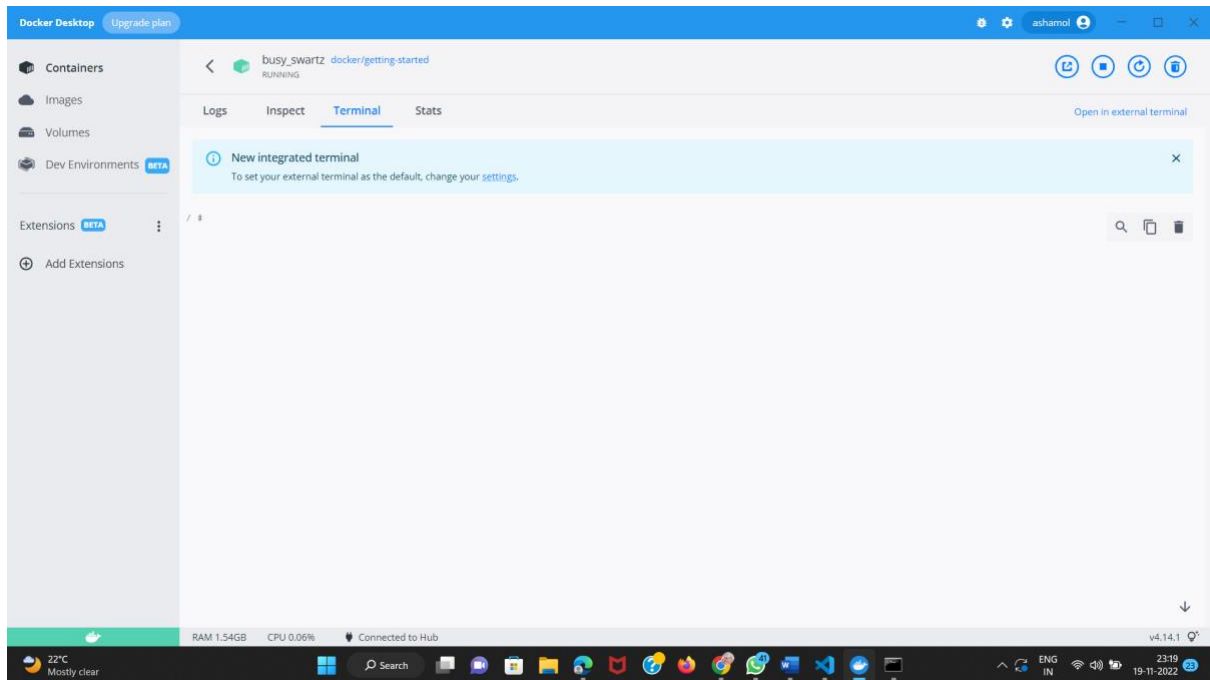 Docker Desktop Upgrade plan
ashamol
Containers
Images
Volumes
Dev Environments BETA
Extensions BETA
Add Extensions
busy_swartz docker/getting-started
RUNNING
Logs Inspect Terminal Stats
Open in external terminal
New integrated terminal
To set your external terminal as the default, change your settings.
/ #
RAM 1.54GB CPU 0.06% Connected to Hub
v4.14.1
22°C
Mostly clear
Search
41
ENG
IN
23:19
19-11-2022
23